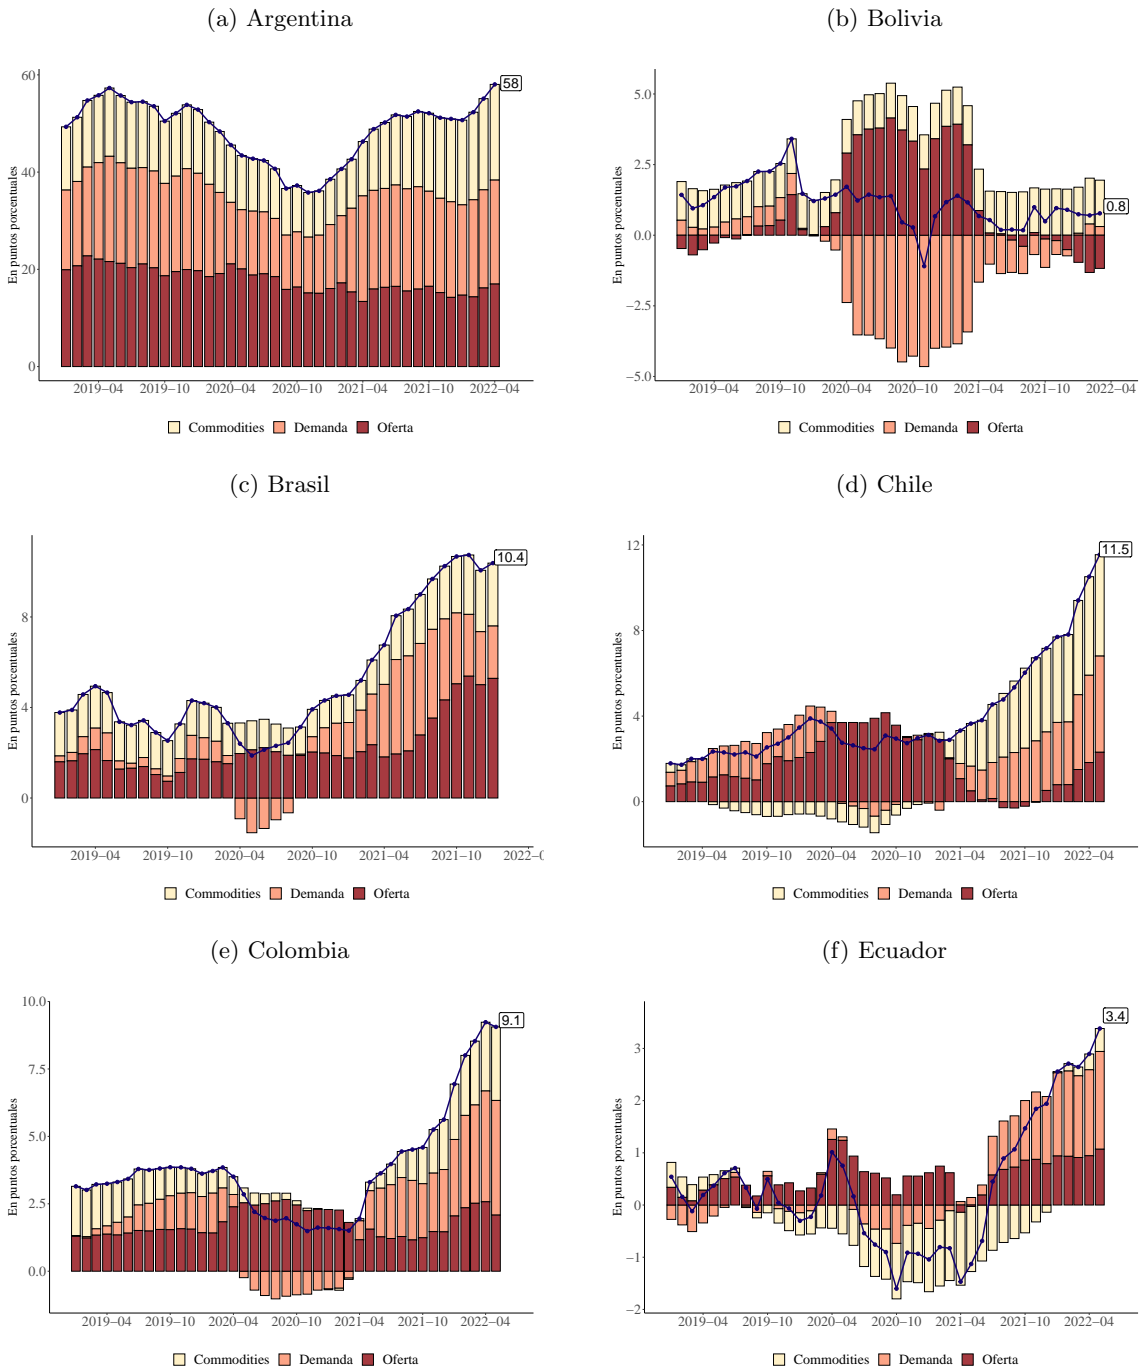 (a) Argentina
En puntos porcentuales
60
40
20
0
58
2019–04 2019–10 2020–04 2020–10 2021–04 2021–10 2022–04
Commodities Demanda Oferta
(b) Bolivia
En puntos porcentuales
5.0
2.5
0.0
−2.5
−5.0
0.8
2019–04 2019–10 2020–04 2020–10 2021–04 2021–10 2022–04
Commodities Demanda Oferta
(c) Brasil
En puntos porcentuales
8
4
0
10.4
2019–04 2019–10 2020–04 2020–10 2021–04 2021–10 2022–0
Commodities Demanda Oferta
(d) Chile
En puntos porcentuales
12
8
4
0
11.5
2019–04 2019–10 2020–04 2020–10 2021–04 2021–10 2022–04
Commodities Demanda Oferta
(e) Colombia
En puntos porcentuales
10.0
7.5
5.0
2.5
0.0
9.1
2019–04 2019–10 2020–04 2020–10 2021–04 2021–10 2022–04
Commodities Demanda Oferta
(f) Ecuador
En puntos porcentuales
3
2
1
0
−1
−2
3.4
2019–04 2019–10 2020–04 2020–10 2021–04 2021–10 2022–04
Commodities Demanda Oferta